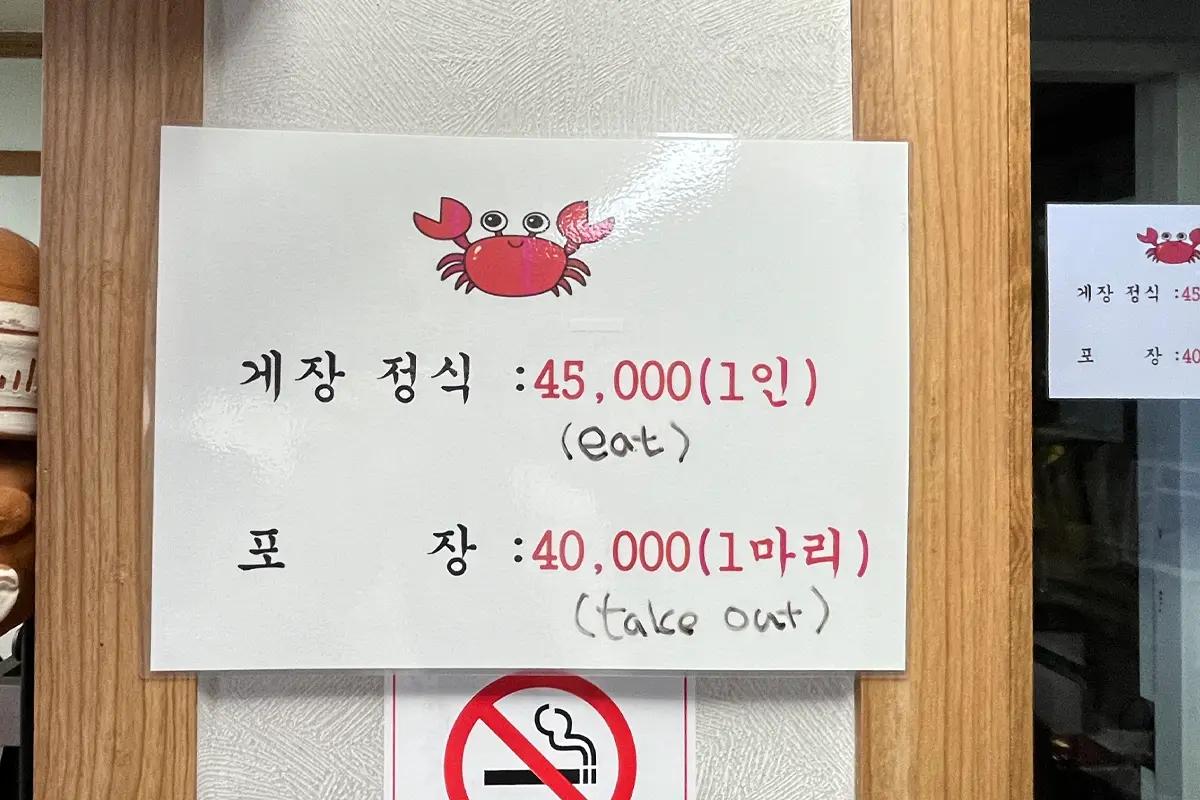 게장 정식 :45,000(1인)
(eat)
포 장 :40,000(1마리)
(take out)
게장 정식 :45
포 장 :40